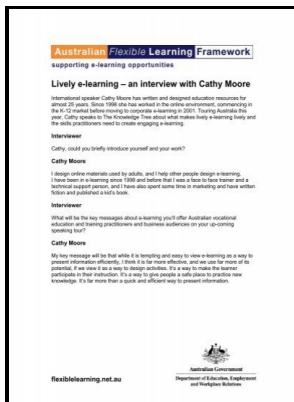 Australian Flexible Learning Framework
supporting e-learning opportunities
Lively e-learning – an interview with Cathy Moore
International speaker Cathy Moore has written and designed education resources for
almost 25 years. Since 1998 she has worked in the online environment, commencing in
the K-12 market before moving to corporate e-learning in 2001. Touring Australia this
year, Cathy speaks to The Knowledge Tree about what makes lively e-learning lively and
the skills practitioners need to create engaging e-learning.
Interviewer
Cathy, could you briefly introduce yourself and your work?
Cathy Moore
I design online materials used by adults, and I help other people design e-learning.
I have been in e-learning since 1998 and before that I was a face to face trainer and a
technical support person, and I have also spent some time in marketing and have written
fiction and published a kid's book.
Interviewer
What will be the key messages about e-learning you'll offer Australian vocational
education and training practitioners and business audiences on your up-coming
speaking tour?
Cathy Moore
My key message will be that while it is tempting and easy to view e-learning as a way to
present information efficiently, I think it is far more effective, and we use far more of its
potential, if we view it as a way to design activities. It's a way to make the learner
participate in their instruction. It's a way to give people a safe place to practice new
knowledge. It's far more than a quick and efficient way to present information.
flexiblelearning.net.au
Australian Government
Department of Education, Employment
and Workplace Relations